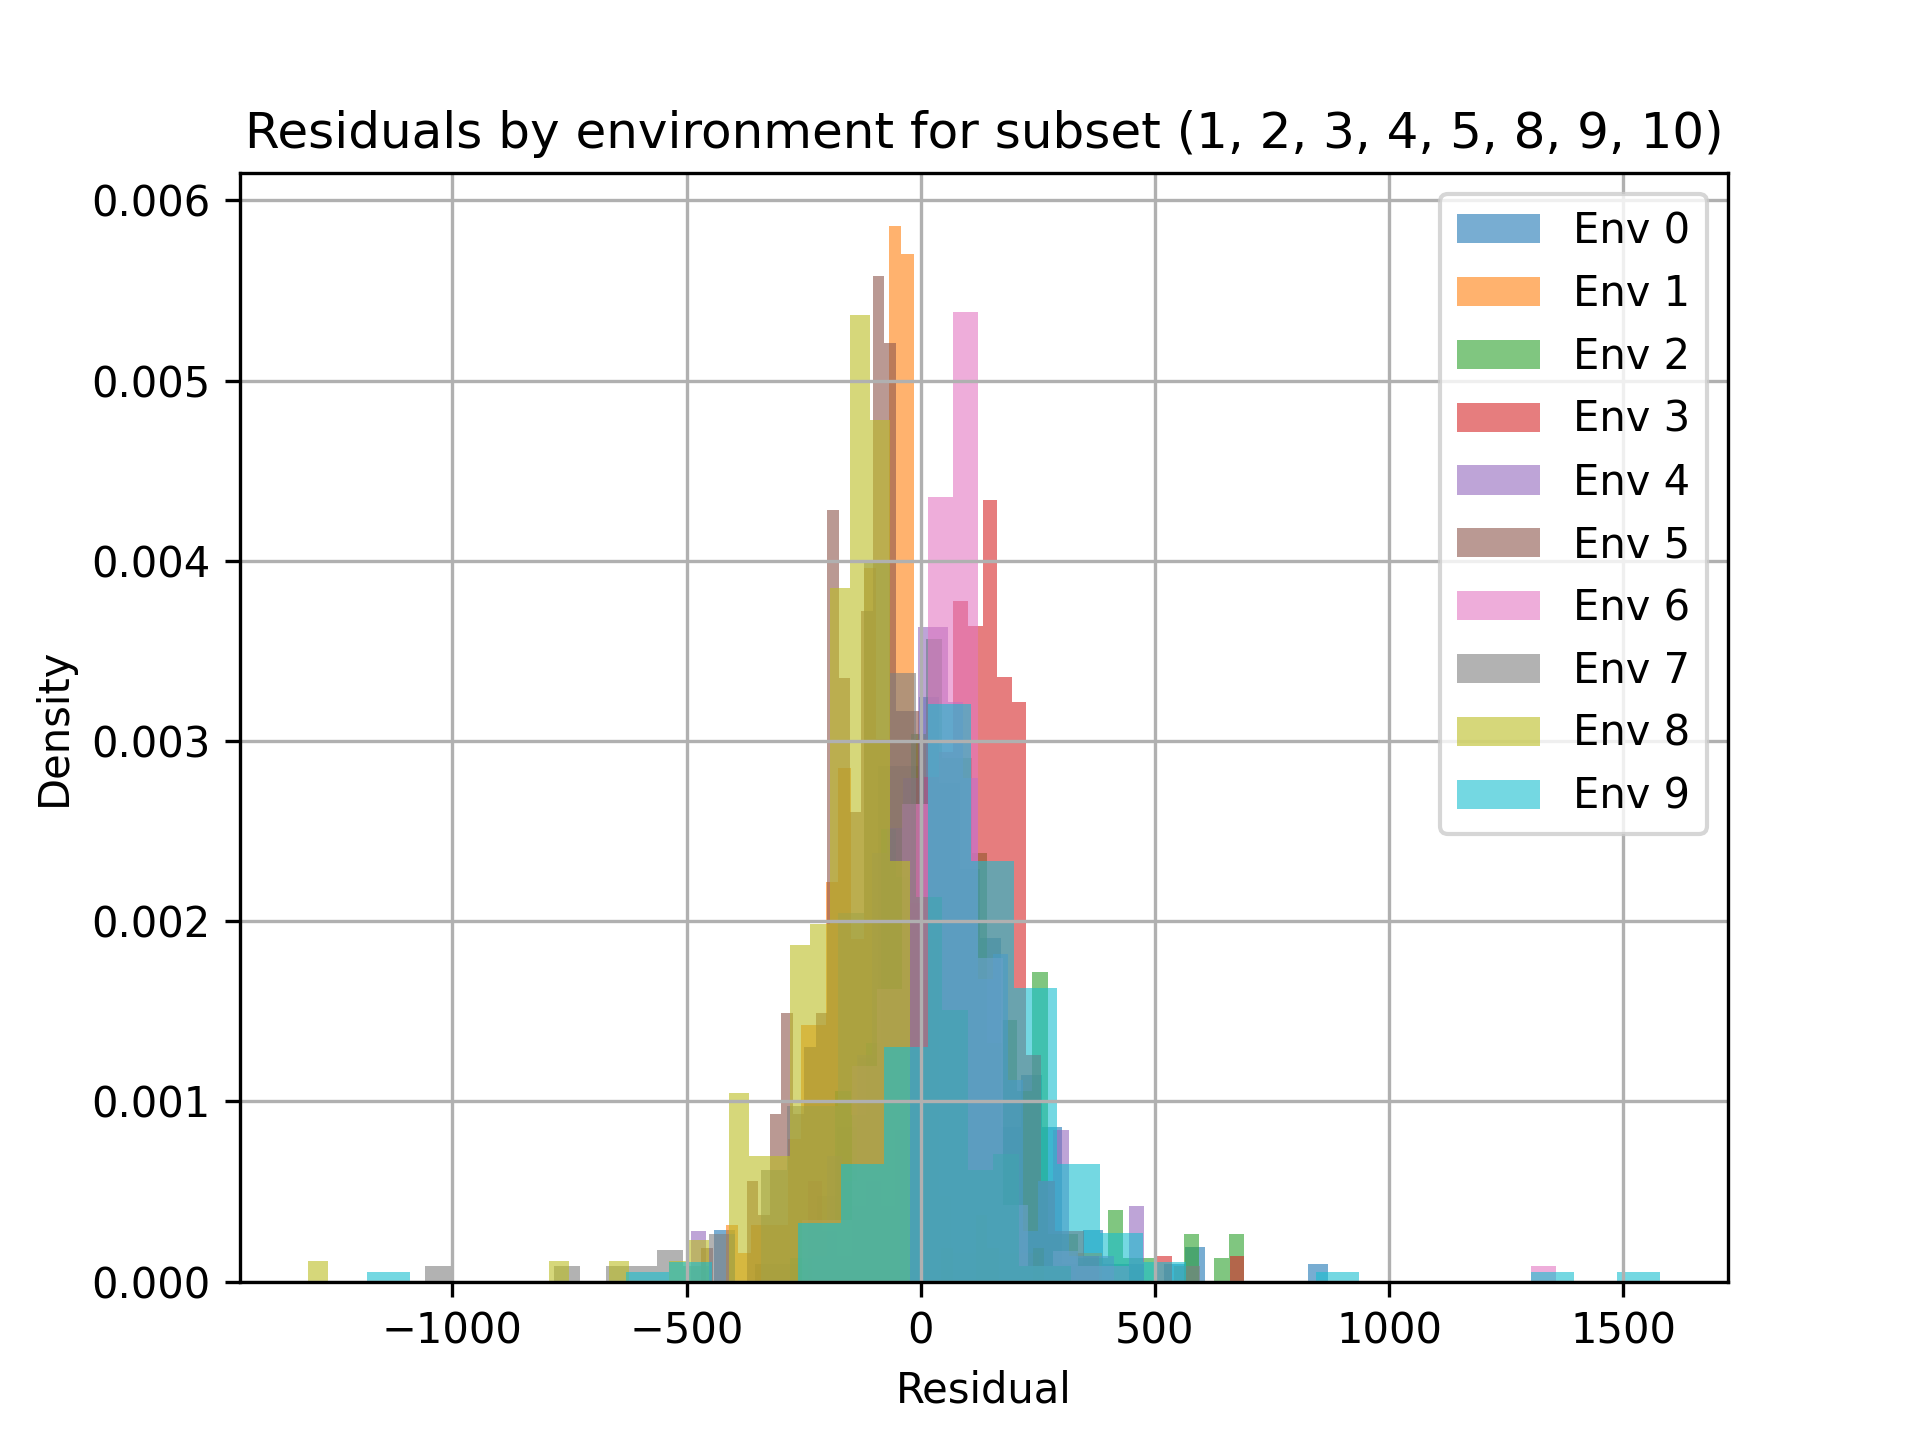 Residuals by environment for subset (1, 2, 3, 4, 5, 8, 9, 10)
Density
0.006
0.005
0.004
0.003
0.002
0.001
0.000
−1000
−500
0
500
1000
1500
Residual
Env 0
Env 1
Env 2
Env 3
Env 4
Env 5
Env 6
Env 7
Env 8
Env 9